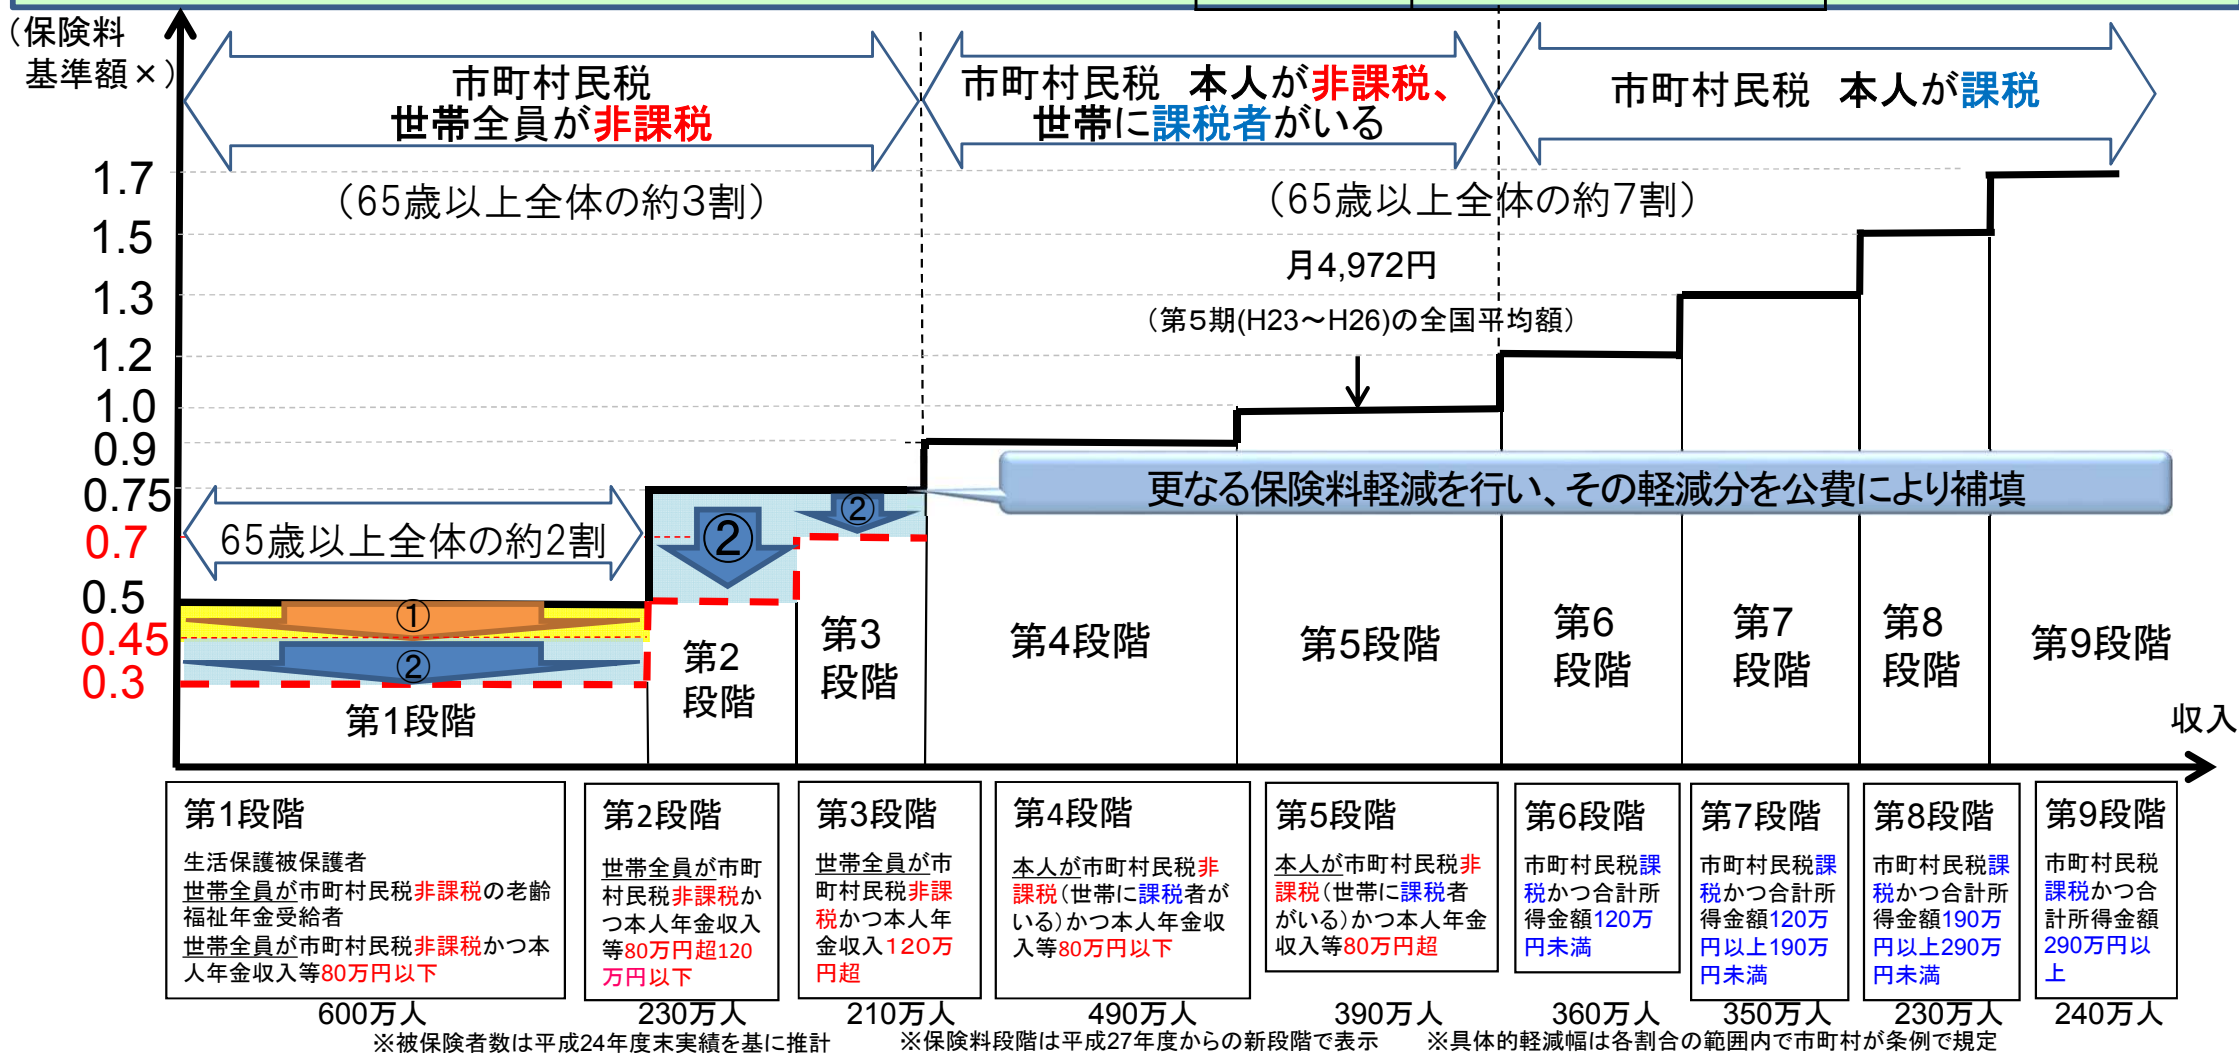 （保険料
基準額×）
市町村民税
世帯全員が非課税
市町村民税　本人が非課税、
世帯に課税者がいる
市町村民税　本人が課税
（65歳以上全体の約3割）
（65歳以上全体の約7割）
1.7
1.5
1.3
1.2
1.0
0.9
0.75
0.7
0.5
0.45
0.3
月4,972円
（第5期(H23～H26)の全国平均額）
更なる保険料軽減を行い、その軽減分を公費により補填
65歳以上全体の約2割
①
②
②
②
第1段階
第2
段階
第3
段階
第4段階
第5段階
第6
段階
第7
段階
第8
段階
第9段階
収入
第1段階
生活保護被保護者
世帯全員が市町村民税非課税の老齢
福祉年金受給者
世帯全員が市町村民税非課税かつ本
人年金収入等80万円以下
600万人
第2段階
世帯全員が市町
村民税非課税か
つ本人年金収入
等80万円超120
万円以下
230万人
第3段階
世帯全員が市
町村民税非課
税かつ本人年
金収入120万
円超
210万人
第4段階
本人が市町村民税非
課税（世帯に課税者が
いる）かつ本人年金収
入等80万円以下
490万人
第5段階
本人が市町村民税非
課税（世帯に課税者
がいる）かつ本人年金
収入等80万円超
390万人
第6段階
市町村民税課
税かつ合計所
得金額120万
円未満
360万人
第7段階
市町村民税課
税かつ合計所
得金額120万
円以上190万
円未満
350万人
第8段階
市町村民税課
税かつ合計所
得金額190万
円以上290万
円未満
230万人
第9段階
市町村民税
課税かつ合
計所得金額
290万円以
上
240万人
※被保険者数は平成24年度末実績を基に推計
※保険料段階は平成27年度からの新段階で表示
※具体的軽減幅は各割合の範囲内で市町村が条例で規定